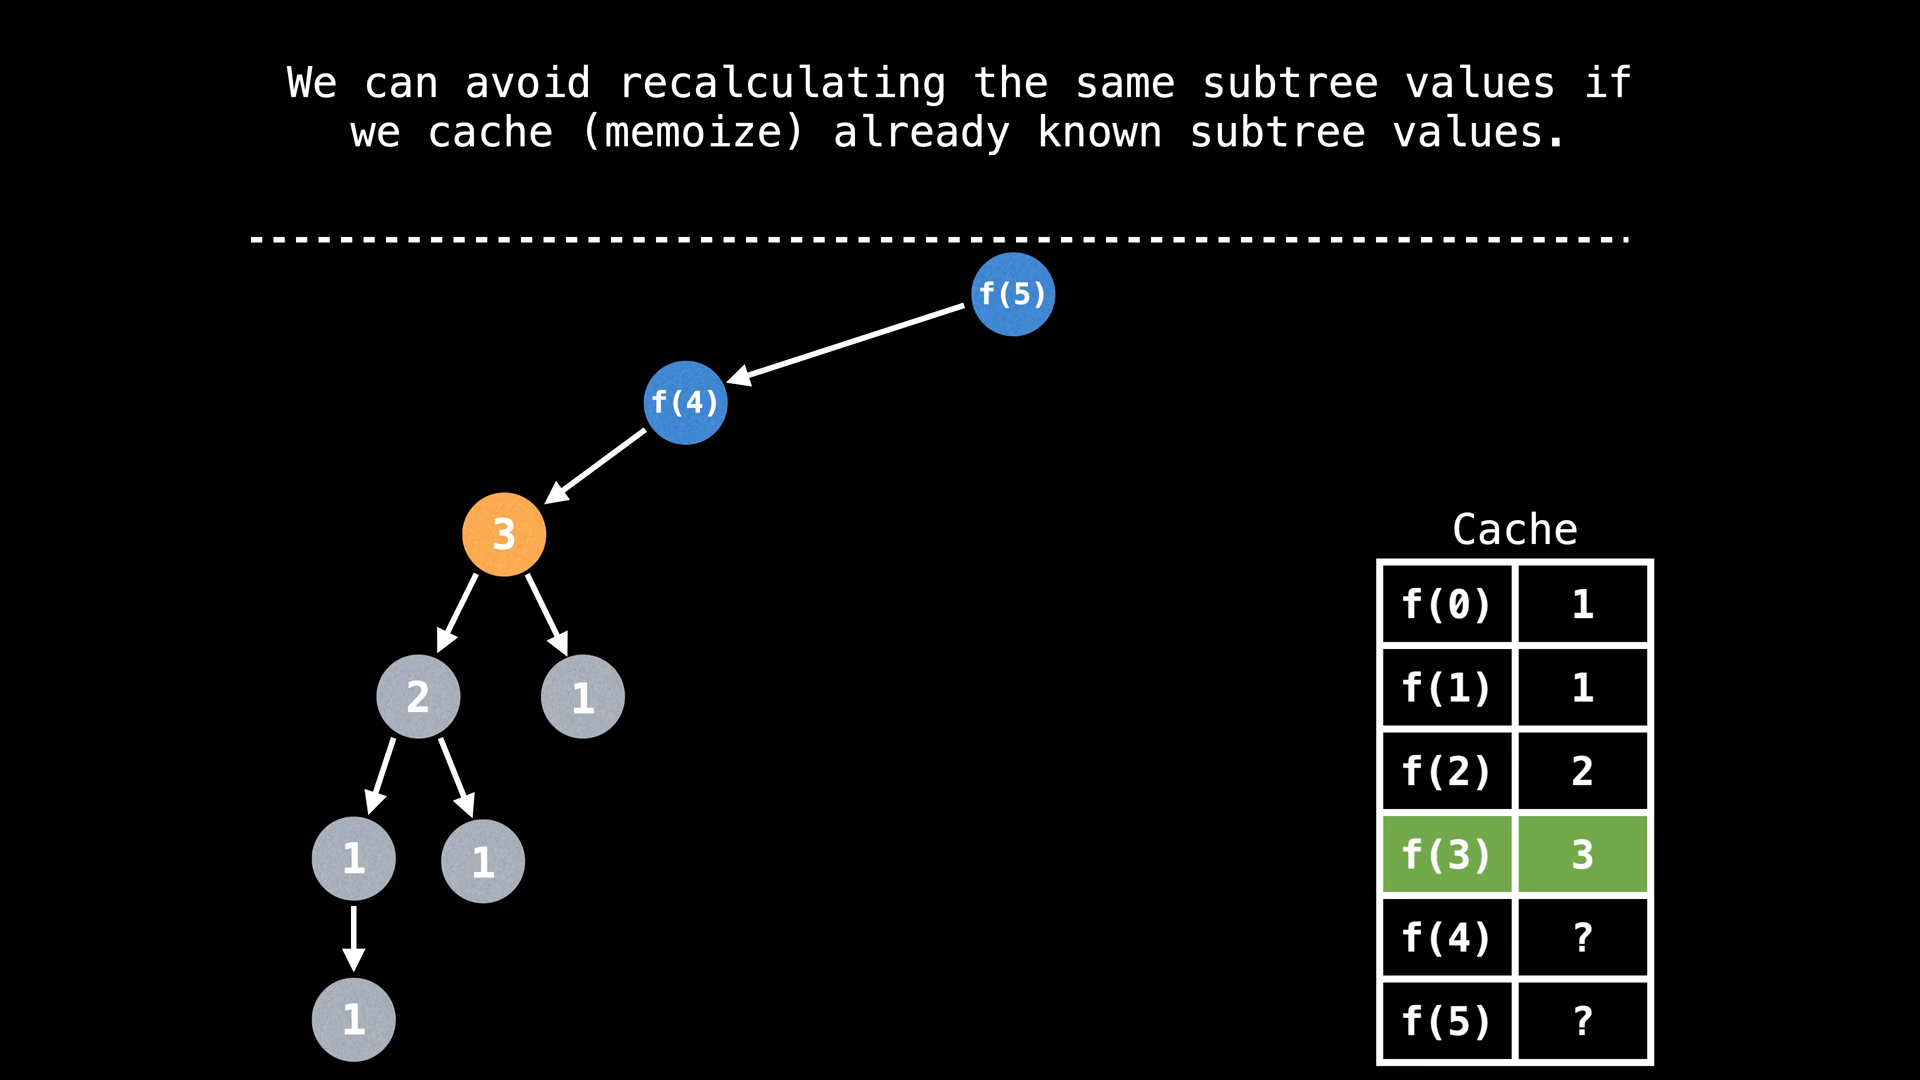 We can avoid recalculating the same subtree values if
we cache (memoize) already known subtree values.
f(5)
f(4)
3
2 1
1 1
1
Cache
f(0) 1
f(1) 1
f(2) 2
f(3) 3
f(4) ?
f(5) ?